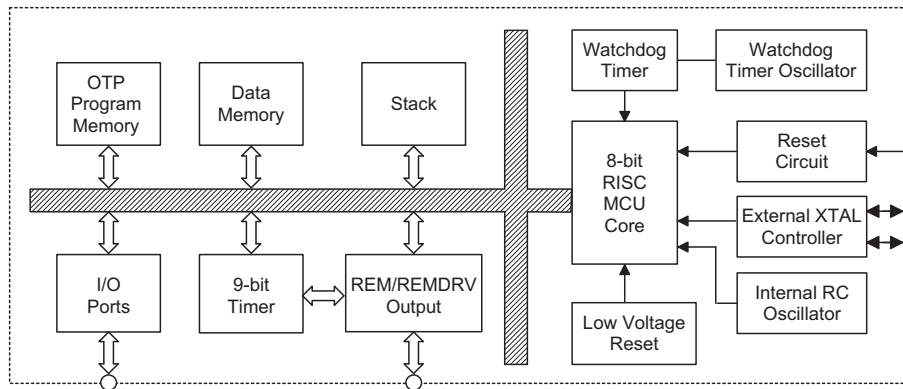 OTP
Program
Memory
Data
Memory
Stack
Watchdog
Timer
Watchdog
Timer Oscillator
8-bit
RISC
MCU
Core
Reset
Circuit
External XTAL
Controller
Internal RC
Oscillator
Low Voltage
Reset
I/O
Ports
9-bit
Timer
REM/REMDRV
Output